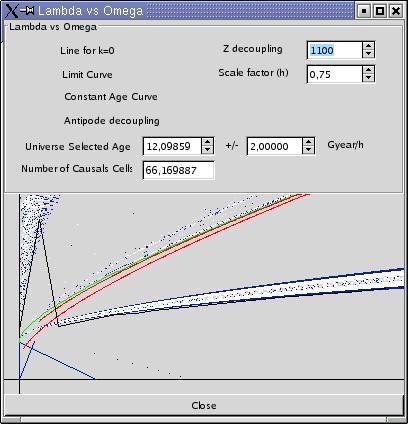 Lambda vs Omega
Lambda vs Omega
Line for k=0 Z decoupling 1100
Limit Curve Scale factor (h) 0,75
Constant Age Curve
Antipode decoupling
Universe Selected Age 12,09859 +/- 2,00000 Gyear/h
Number of Causals Cells 66,169887
Close